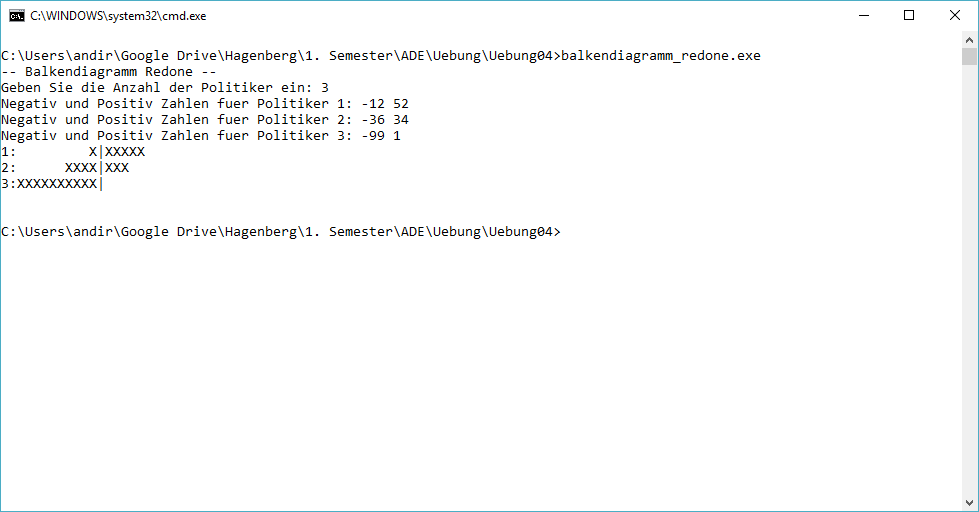 C:\WINDOWS\system32\cmd.exe
C:\Users\andir\Google Drive\Hagenberg\1. Semester\ADE\Uebung\Uebung04>balkendiagramm_redone.exe
-- Balkendiagramm Redone --
Geben Sie die Anzahl der Politiker ein: 3
Negativ und Positiv Zahlen fuer Politiker 1: -12 52
Negativ und Positiv Zahlen fuer Politiker 2: -36 34
Negativ und Positiv Zahlen fuer Politiker 3: -99 1
1:         X|XXXXX
2:      XXXX|XXX
3:XXXXXXXXXX|
C:\Users\andir\Google Drive\Hagenberg\1. Semester\ADE\Uebung\Uebung04>